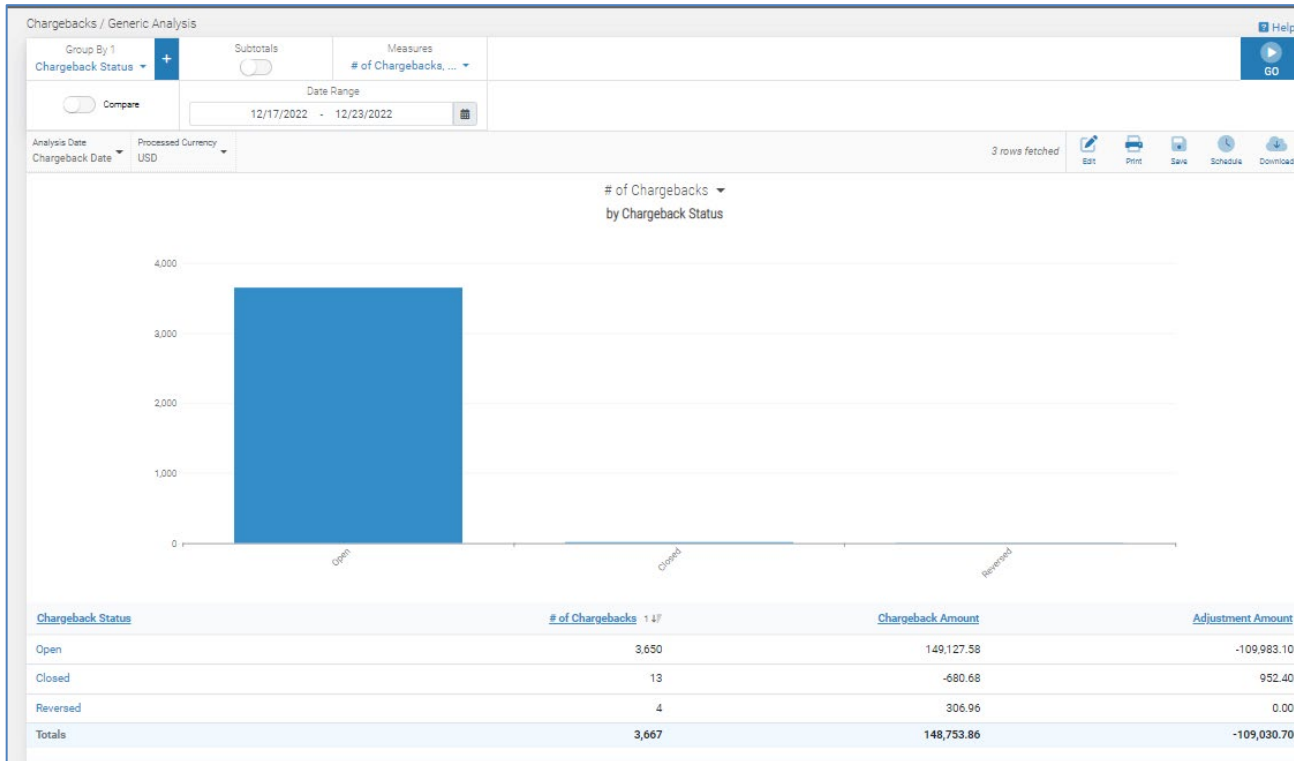 Chargebacks / Generic Analysis
? Help
Group By 1
Chargeback Status
+
Subtotals
Measures
# of Chargebacks, ...
GO
Compare
Date Range
12/17/2022 - 12/23/2022
Analysis Date
Chargeback Date
Processed Currency
USD
3 rows fetched
Edit
Print
Save
Schedule
Download
# of Chargebacks
by Chargeback Status
4,000
3,000
2,000
1,000
0
Open
Closed
Reversed
Chargeback Status # of Chargebacks 1 Chargeback Amount Adjustment Amount
Open 3,650 149,127.58 -109,983.10
Closed 13 -680.68 952.40
Reversed 4 306.96 0.00
Totals 3,667 148,753.86 -109,030.70